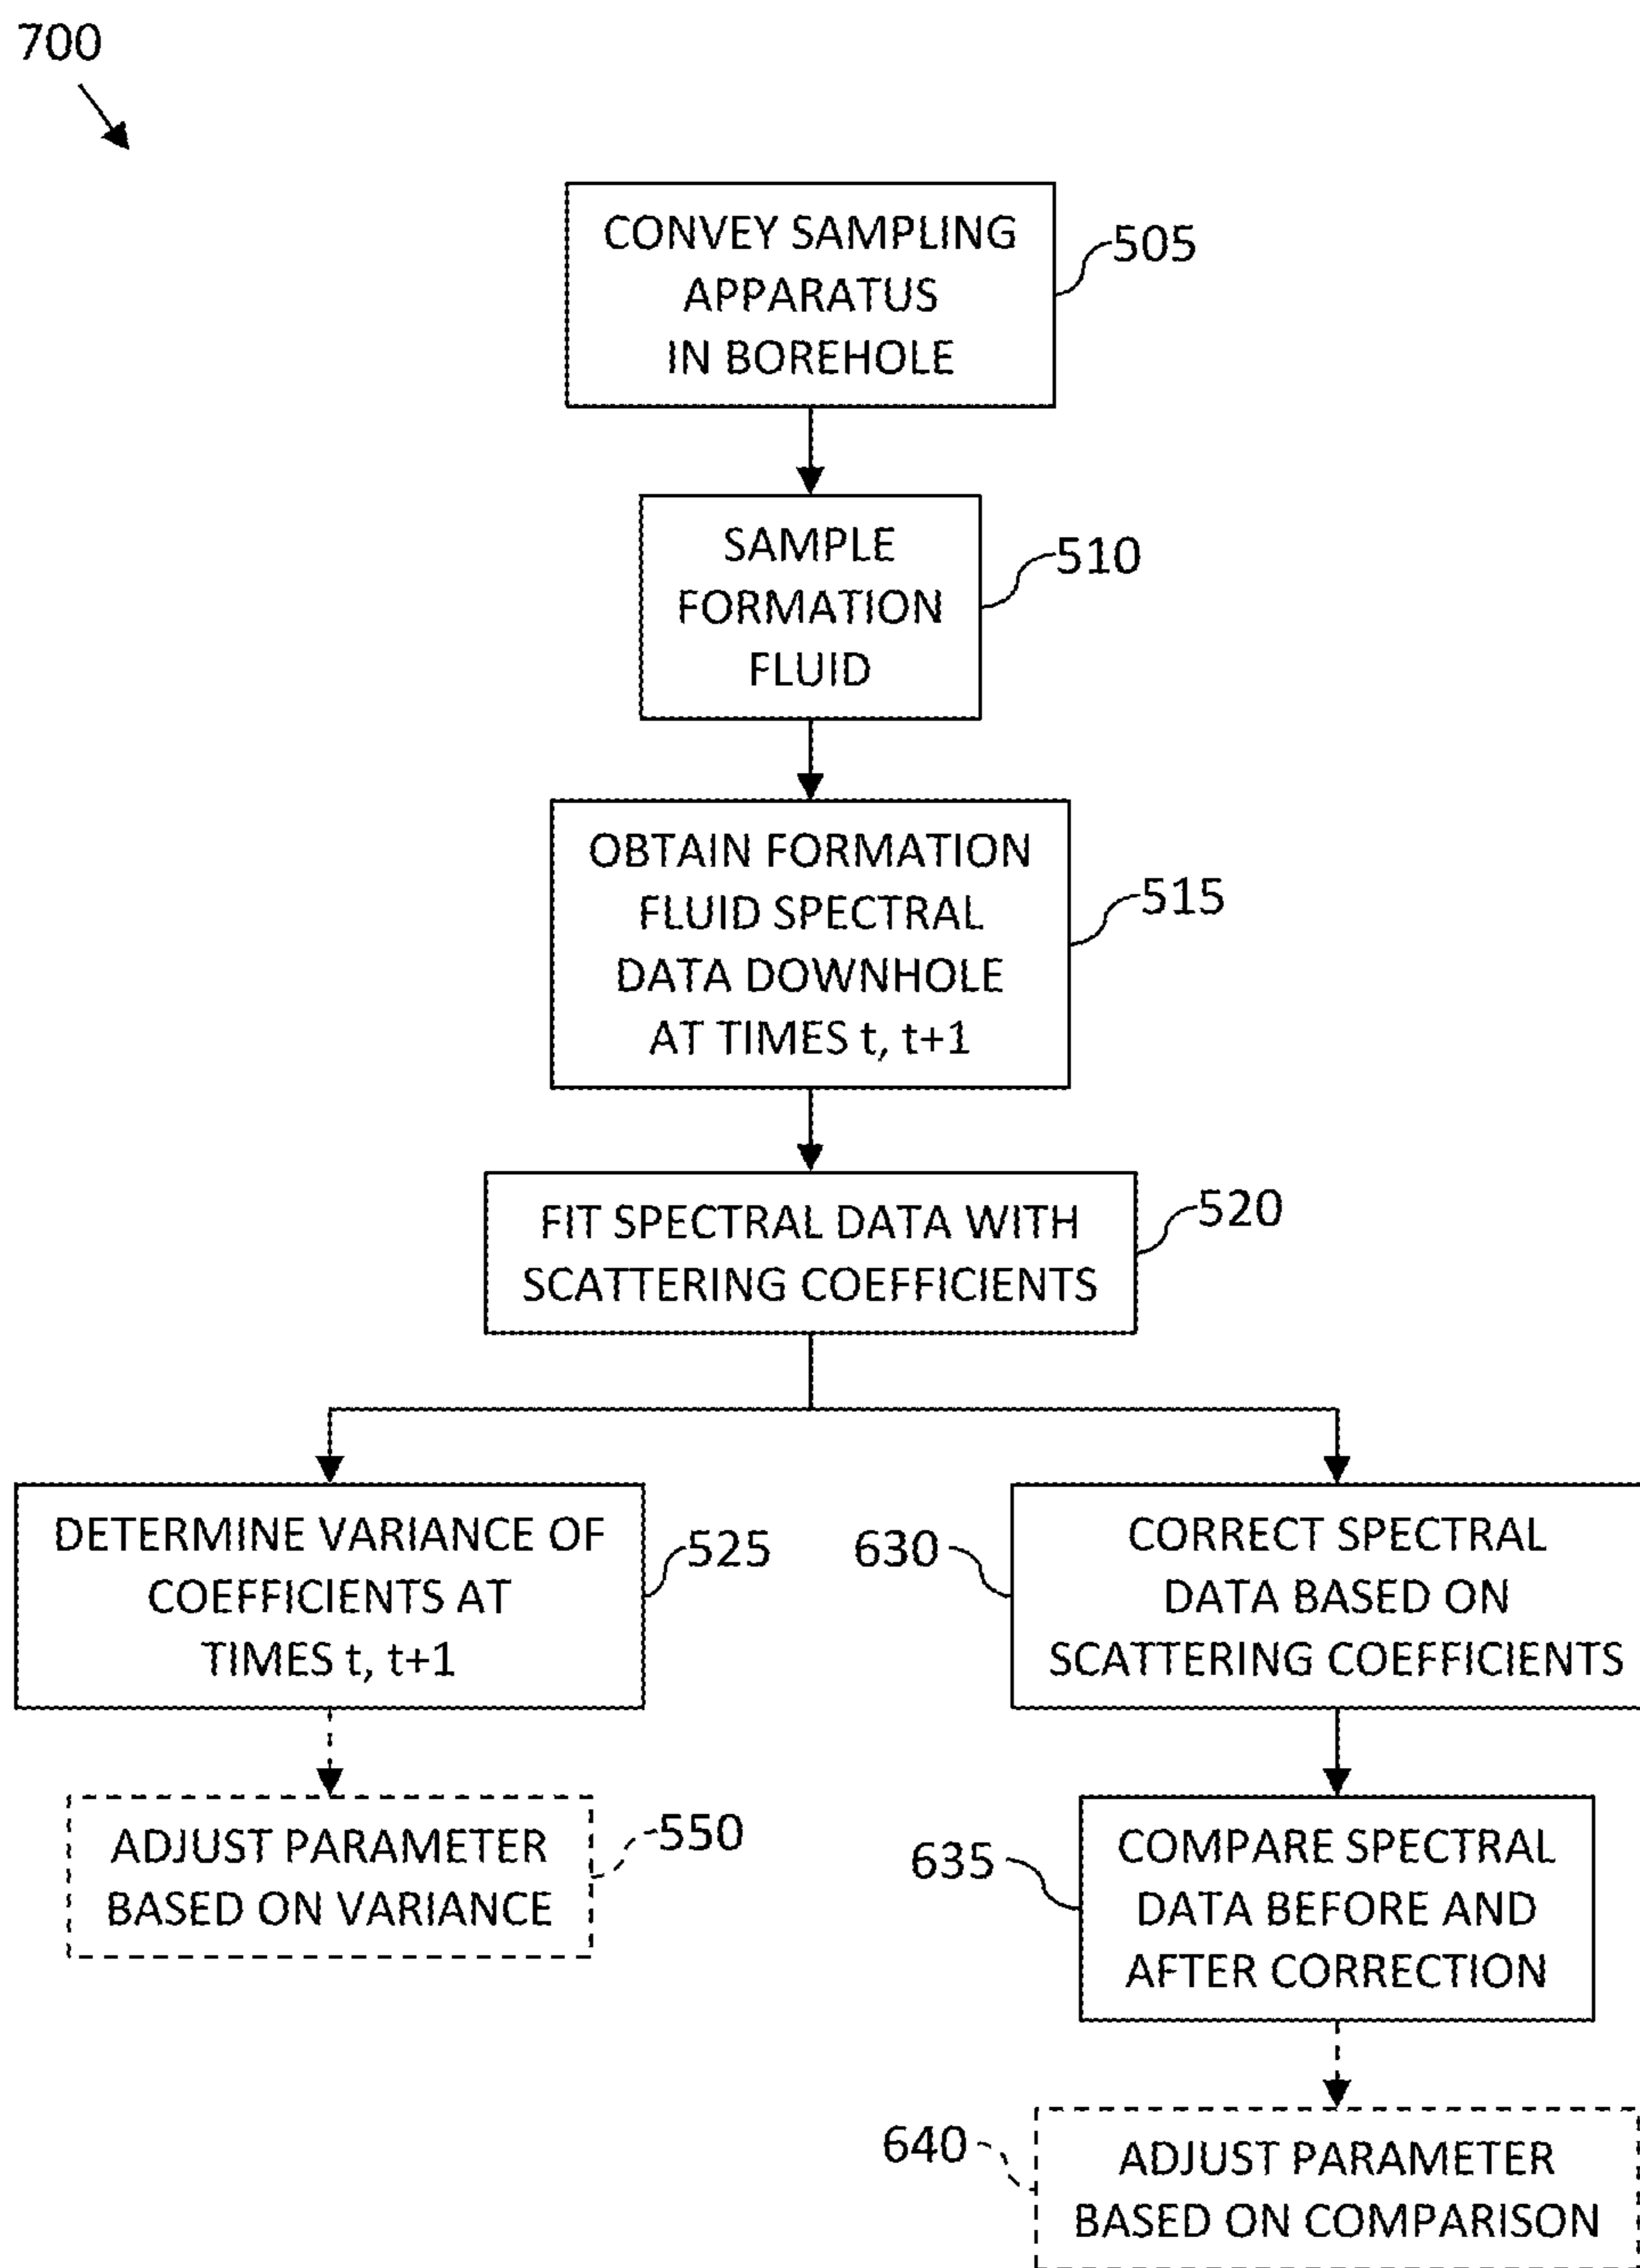 700
CONVEY SAMPLING
APPARATUS
IN BOREHOLE
505
SAMPLE
FORMATION
FLUID
510
OBTAIN FORMATION
FLUID SPECTRAL
DATA DOWNHOLE
AT TIMES t, t+1
515
FIT SPECTRAL DATA WITH
SCATTERING COEFFICIENTS
520
DETERMINE VARIANCE OF
COEFFICIENTS AT
TIMES t, t+1
525
ADJUST PARAMETER
BASED ON VARIANCE
550
630
CORRECT SPECTRAL
DATA BASED ON
SCATTERING COEFFICIENTS
635
COMPARE SPECTRAL
DATA BEFORE AND
AFTER CORRECTION
640
ADJUST PARAMETER
BASED ON COMPARISON